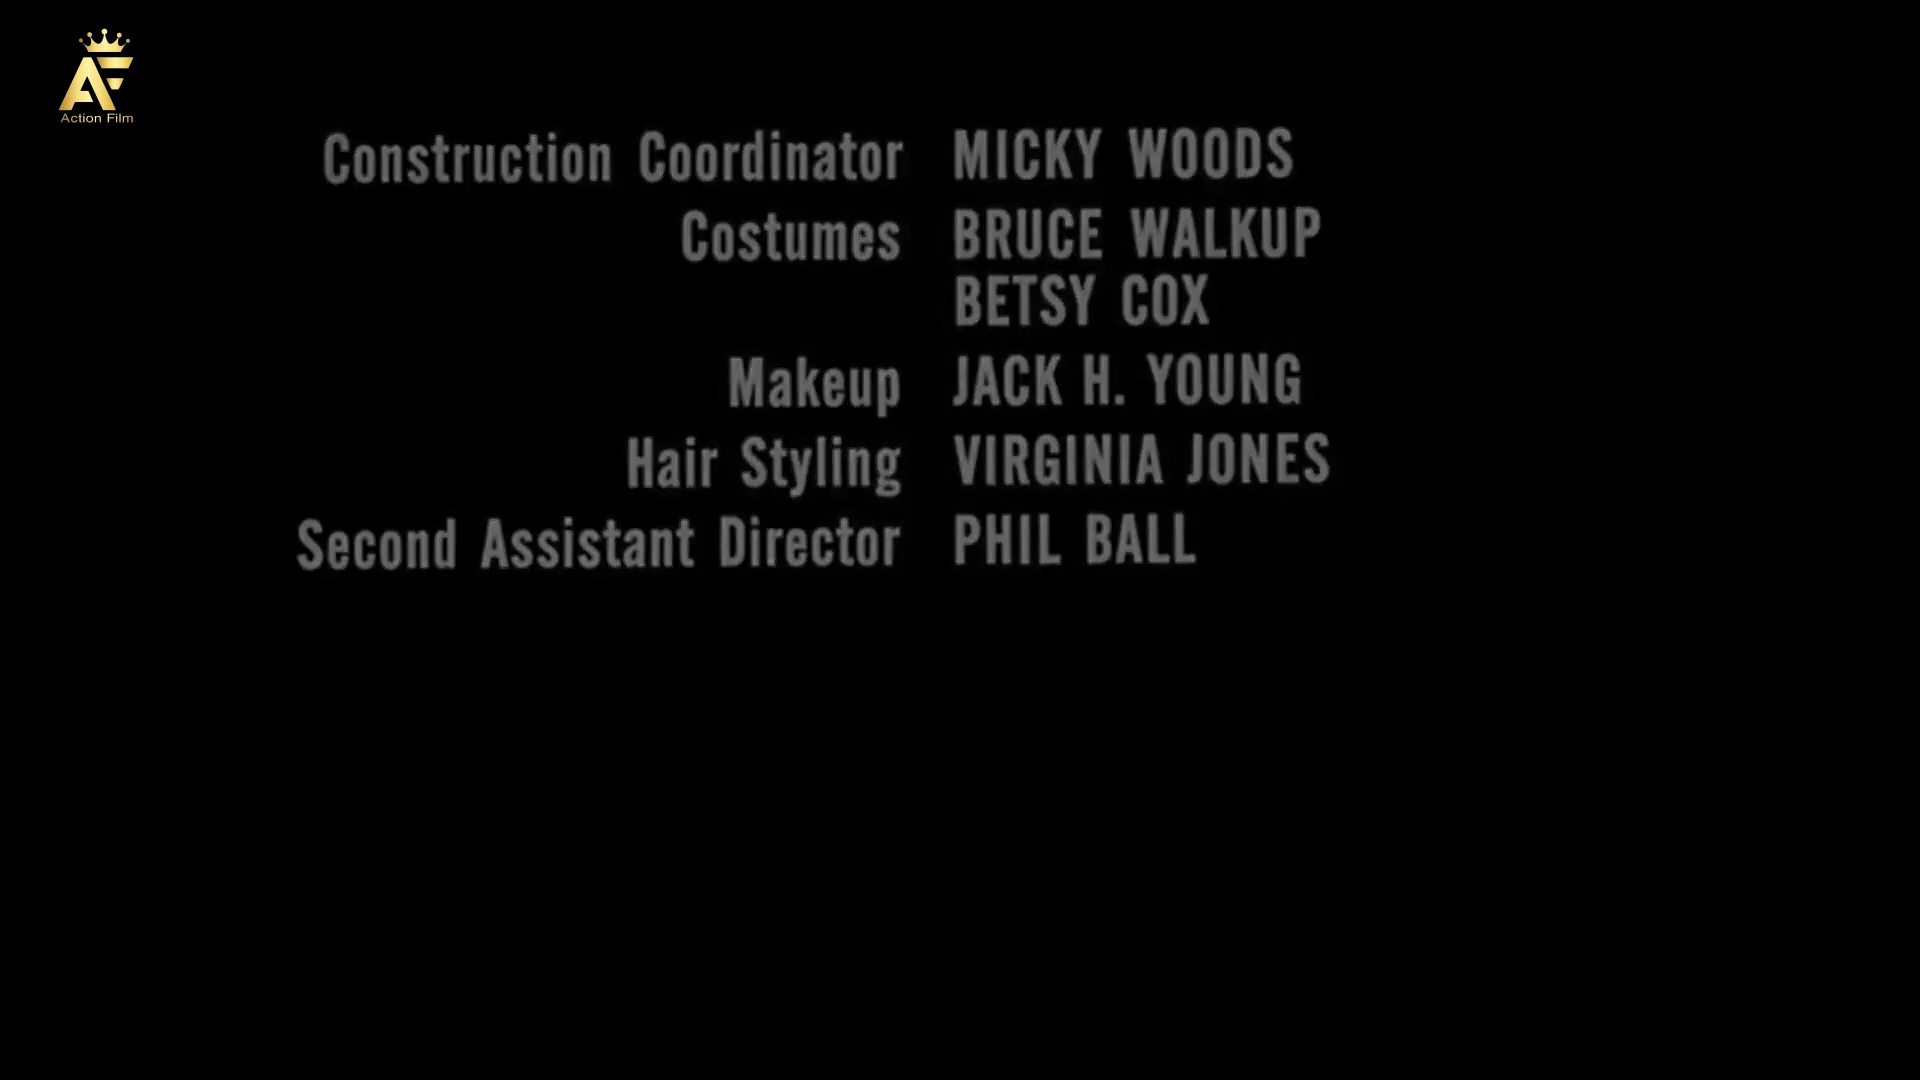 AF
Action Film
Construction Coordinator MICKY WOODS
Costumes BRUCE WALKUP
BETSY COX
Makeup JACK H. YOUNG
Hair Styling VIRGINIA JONES
Second Assistant Director PHIL BALL